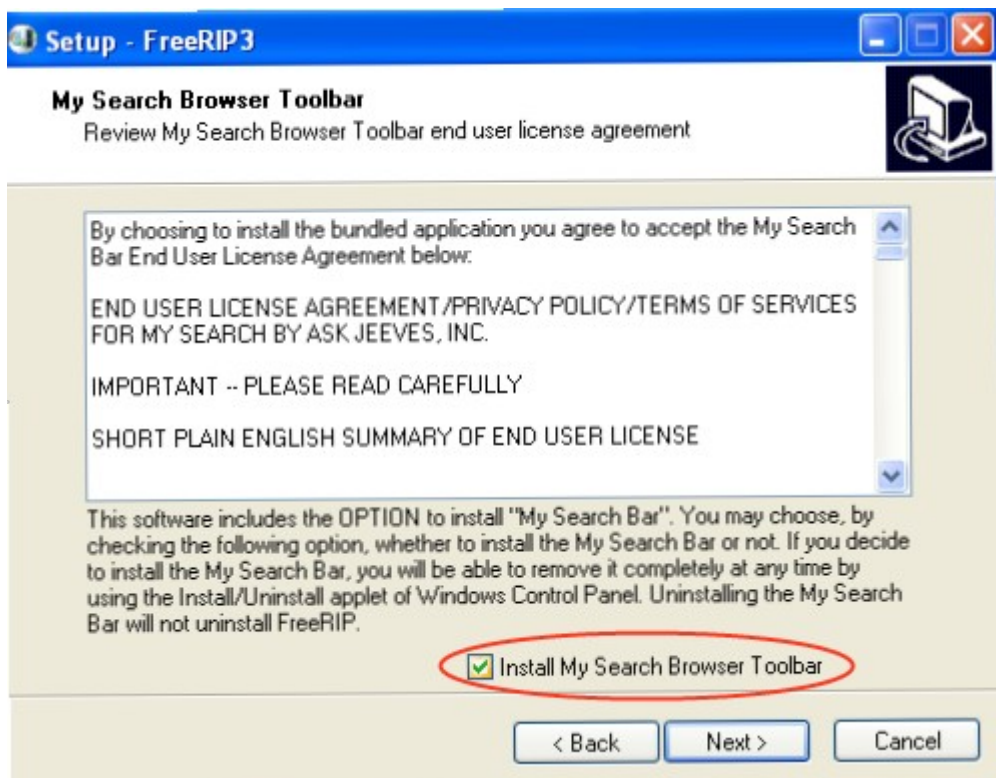 Setup - FreeRIP3
My Search Browser Toolbar
Review My Search Browser Toolbar end user license agreement
By choosing to install the bundled application you agree to accept the My Search
Bar End User License Agreement below:
END USER LICENSE AGREEMENT/PRIVACY POLICY/TERMS OF SERVICES
FOR MY SEARCH BY ASK JEEVES, INC.
IMPORTANT -- PLEASE READ CAREFULLY
SHORT PLAIN ENGLISH SUMMARY OF END USER LICENSE
This software includes the OPTION to install "My Search Bar". You may choose, by
checking the following option, whether to install the My Search Bar or not. If you decide
to install the My Search Bar, you will be able to remove it completely at any time by
using the Install/Uninstall applet of Windows Control Panel. Uninstalling the My Search
Bar will not uninstall FreeRIP.
Install My Search Browser Toolbar
< Back Next > Cancel